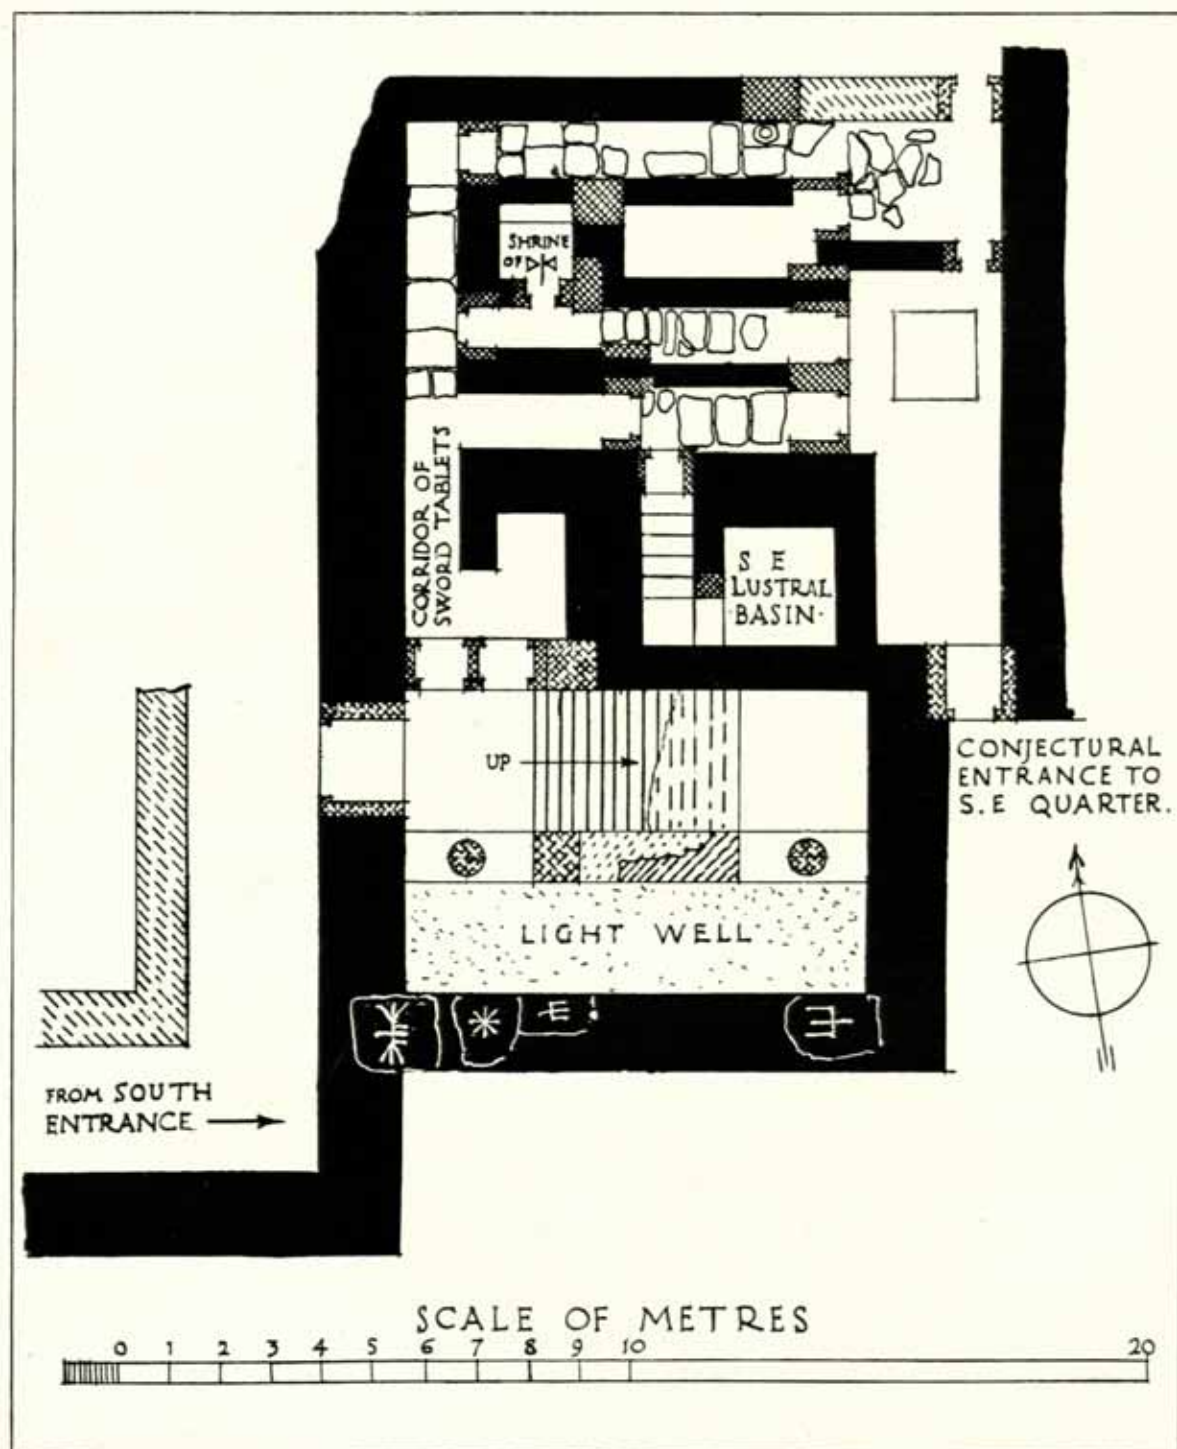 SHRINE
OF
CORRIDOR OF
SWORD TABLETS
S E
LUSTRAL
·BASIN·
UP
CONJECTURAL
ENTRANCE TO
S.E QUARTER.
LIGHT WELL
FROM SOUTH
ENTRANCE
SCALE OF METRES
0 1 2 3 4 5 6 7 8 9 10 20